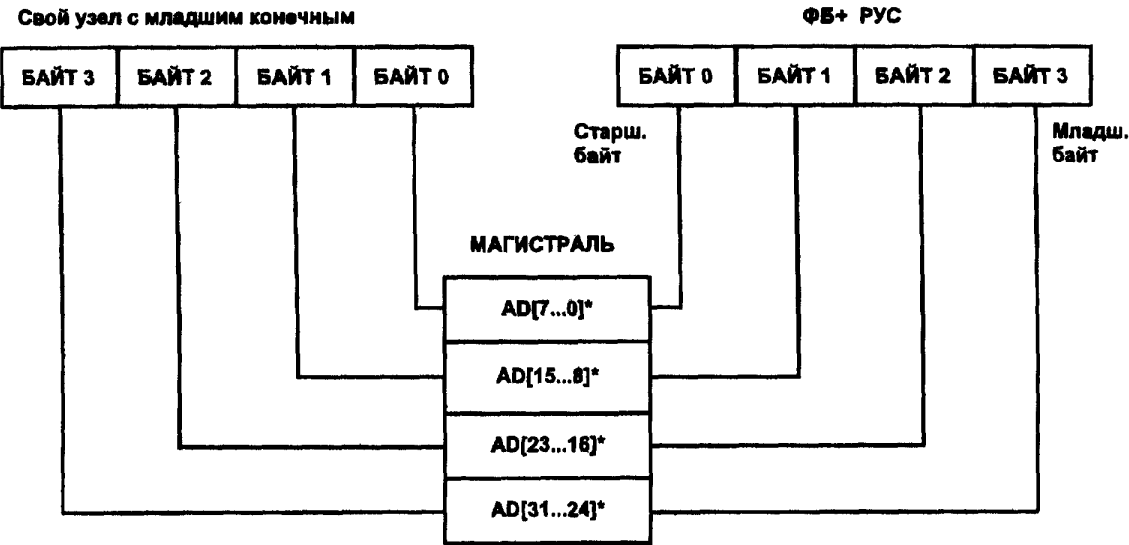 Свой узел с младшим конечным
ФБ+ РУС
БАЙТ 3 БАЙТ 2 БАЙТ 1 БАЙТ 0
БАЙТ 0 БАЙТ 1 БАЙТ 2 БАЙТ 3
Старш.
байт
Младш.
байт
МАГИСТРАЛЬ
AD[7...0]*
AD[15...8]*
AD[23...16]*
AD[31...24]*